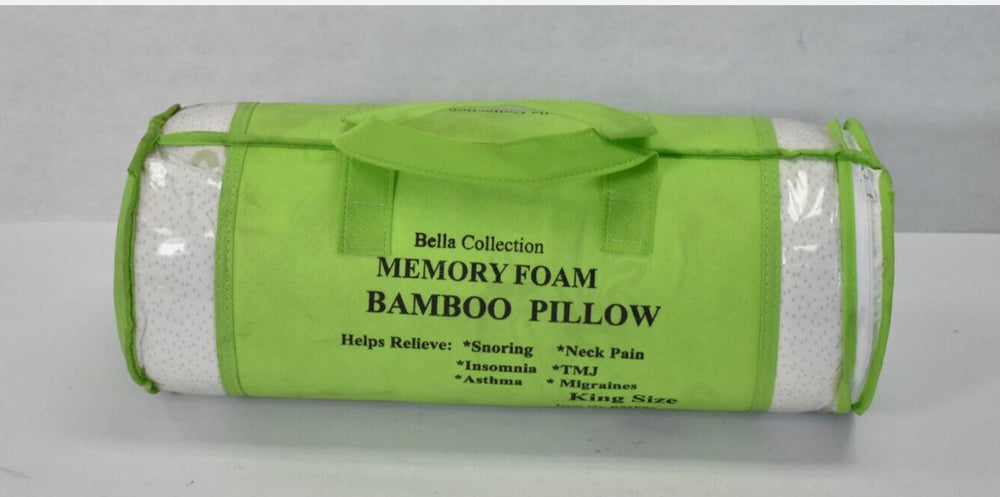 Bella Collection
MEMORY FOAM
BAMBOO PILLOW
Helps Relieve: *Snoring *Neck Pain
*Insomnia *TMJ
*Asthma * Migraines
King Size